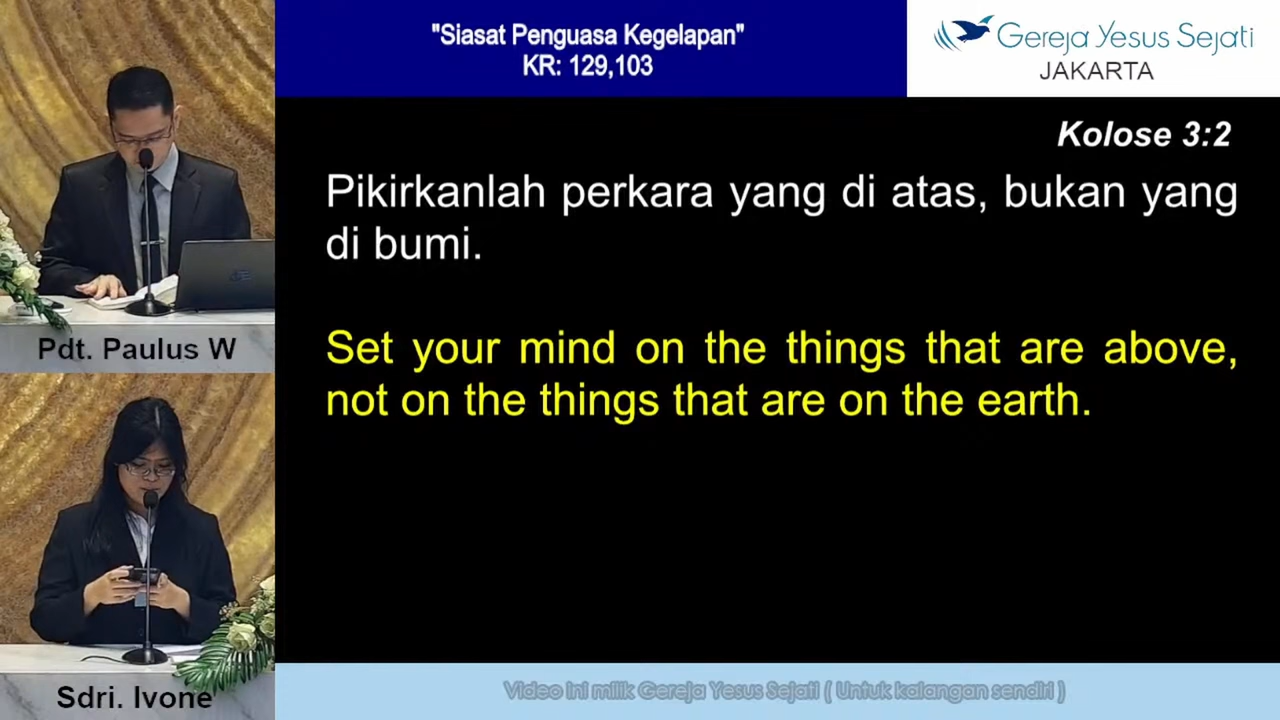 "Siasat Penguasa Kegelapan"
KR: 129,103
Gereja Yesus Sejati
JAKARTA
Kolose 3:2
Pikirkanlah perkara yang di atas, bukan yang
di bumi.
Set your mind on the things that are above,
not on the things that are on the earth.
Pdt. Paulus W
Sdri. Ivone
Video ini milik Gereja Yesus Sejati ( Untuk kalangan sendiri )